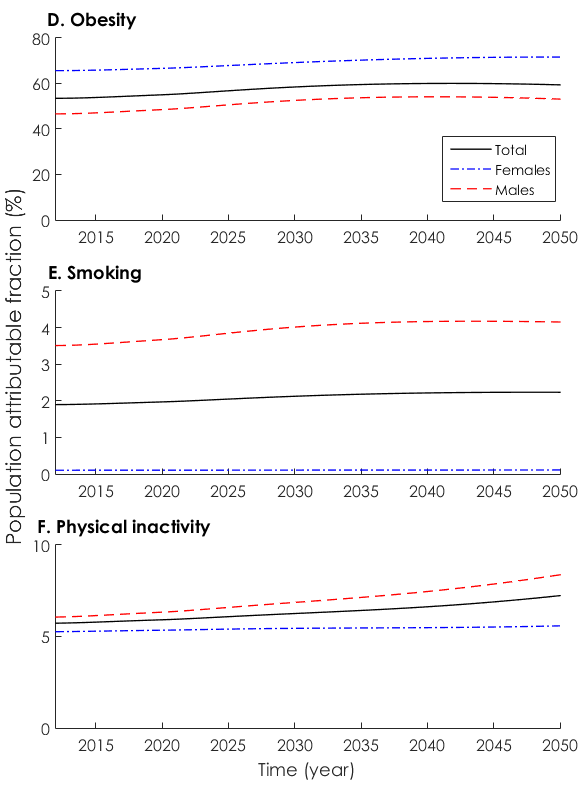 D. Obesity
80
60
40
20
0
Total
Females
Males
2015 2020 2025 2030 2035 2040 2045 2050
E. Smoking
5
4
3
2
1
0
2015 2020 2025 2030 2035 2040 2045 2050
Population attributable fraction (%)
F. Physical inactivity
10
5
0
2015 2020 2025 2030 2035 2040 2045 2050
Time (year)